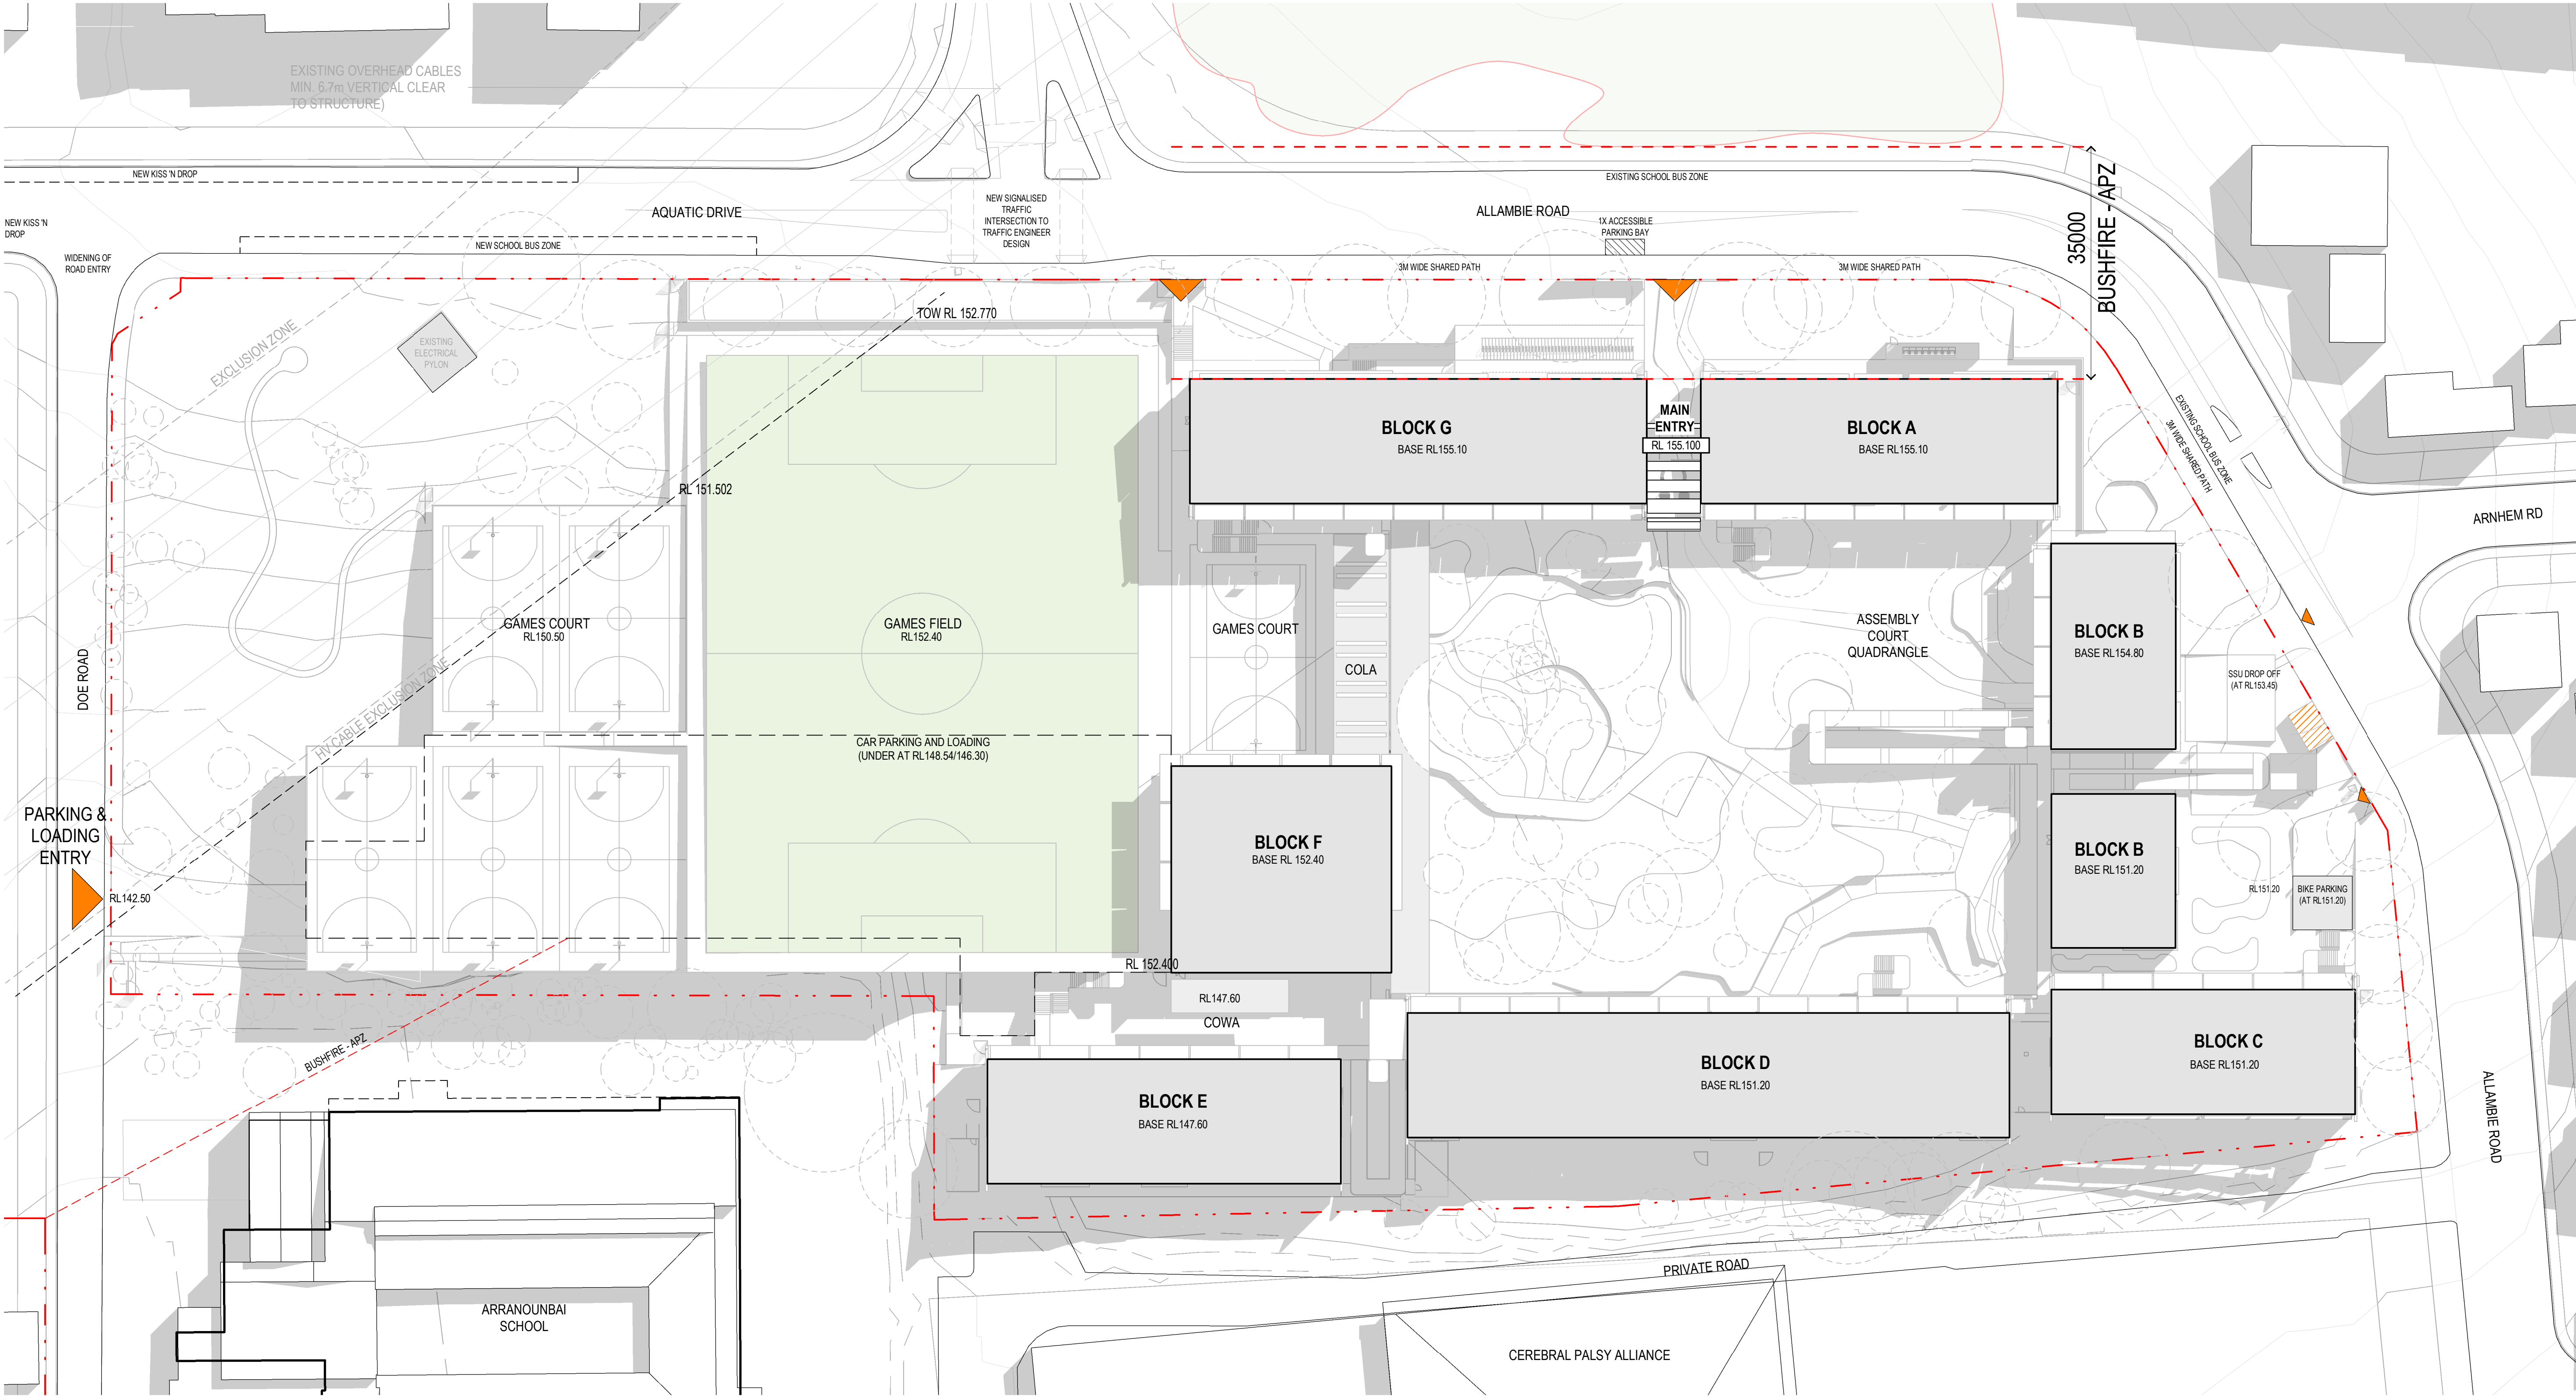 EXISTING OVERHEAD CABLES
MIN. 6.7m VERTICAL CLEAR
TO STRUCTURE)
NEW KISS 'N DROP
NEW KISS 'N
DROP
WIDENING OF
ROAD ENTRY
NEW SCHOOL BUS ZONE
AQUATIC DRIVE
NEW SIGNALISED
TRAFFIC
INTERSECTION TO
TRAFFIC ENGINEER
DESIGN
EXISTING SCHOOL BUS ZONE
ALLAMBIE ROAD
1X ACCESSIBLE
PARKING BAY
3M WIDE SHARED PATH
3M WIDE SHARED PATH
35000
BUSHFIRE - APZ
EXCLUSION ZONE
EXISTING
ELECTRICAL
PYLON
TOW RL 152.770
RL 151.502
BLOCK G
BASE RL155.10
MAIN
ENTRY
RL 155.100
BLOCK A
BASE RL155.10
EXISTING SCHOOL BUS ZONE
3M WIDE SHARED PATH
ARNHEM RD
DOE ROAD
GAMES COURT
RL150.50
GAMES FIELD
RL152.40
GAMES COURT
COLA
ASSEMBLY
COURT
QUADRANGLE
BLOCK B
BASE RL154.80
SSU DROP OFF
(AT RL153.45)
HV CABLE EXCLUSION ZONE
CAR PARKING AND LOADING
(UNDER AT RL148.54/146.30)
PARKING &
LOADING
ENTRY
RL142.50
BLOCK F
BASE RL 152.40
BLOCK B
BASE RL151.20
RL151.20
BIKE PARKING
(AT RL151.20)
RL 152.400
RL147.60
COWA
BUSHFIRE - APZ
BLOCK E
BASE RL147.60
BLOCK D
BASE RL151.20
BLOCK C
BASE RL151.20
ALLAMBIE ROAD
PRIVATE ROAD
ARRANOUNBAI
SCHOOL
CEREBRAL PALSY ALLIANCE